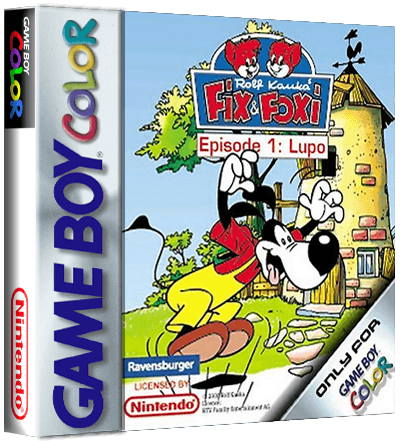 GAME BOY
COLOR
Nintendo
GAME BOY COLOR
Rolf Kauka's
FIX & FOXI
Episode 1: Lupo
Ravensburger
LICENSED BY
Nintendo
ONLY FOR
GAME BOY
COLOR